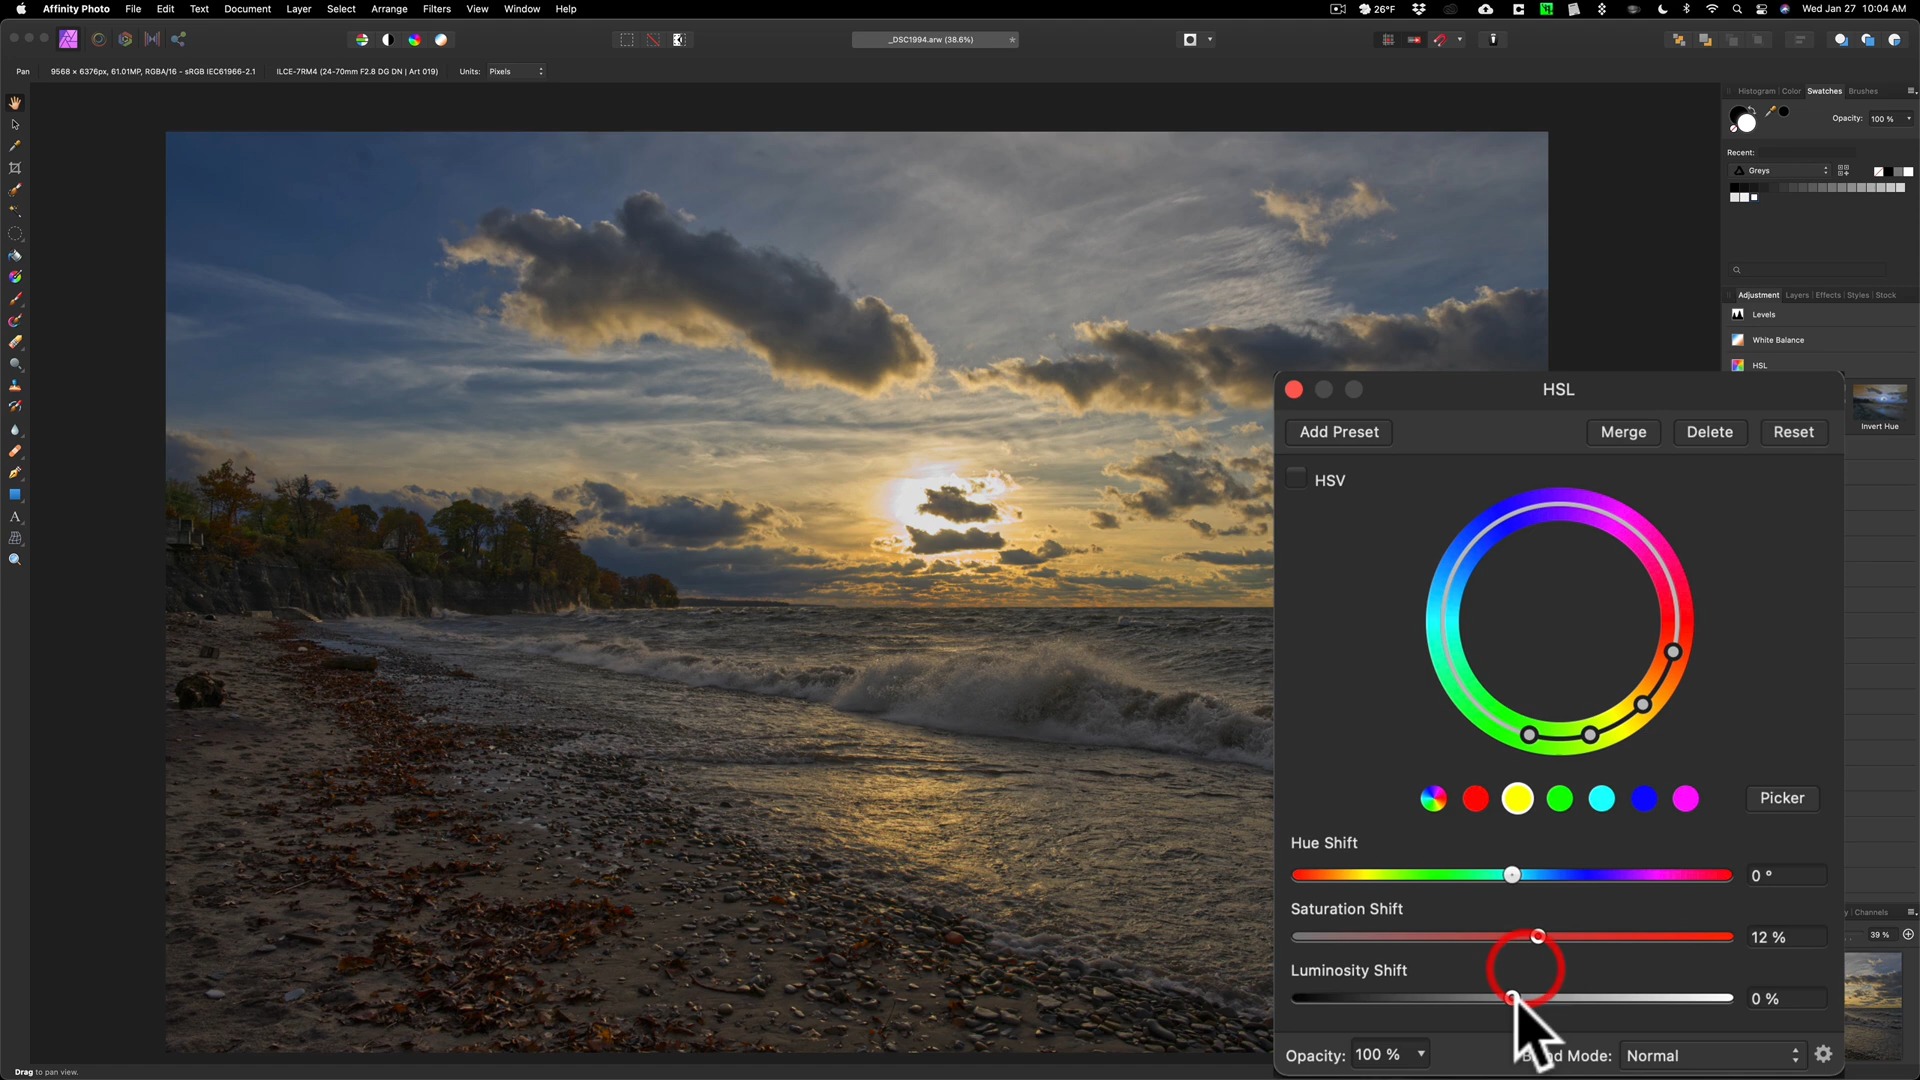 Affinity Photo File Edit Text Document Layer Select Arrange Filters View Window Help 26°F Wed Jan 27 10:04 AM
_DSC1994.arw (38.6%)
Pan 9568 × 6376px, 61.01MP, RGBA/16 - sRGB IEC61966-2.1 ILCE-7RM4 (24-70mm F2.8 DG DN | Art 019) Units: Pixels
Histogram Color Swatches Brushes
Opacity: 100 %
Recent:
Greys
Adjustment Layers Effects Styles Stock
Levels
White Balance
HSL
HSL
Invert Hue
Add Preset Merge Delete Reset
HSV
Picker
Hue Shift
0 °
Saturation Shift
12 %
Luminosity Shift
0 %
Channels
39 %
Opacity: 100 % Mode: Normal
Drag to pan view.
A